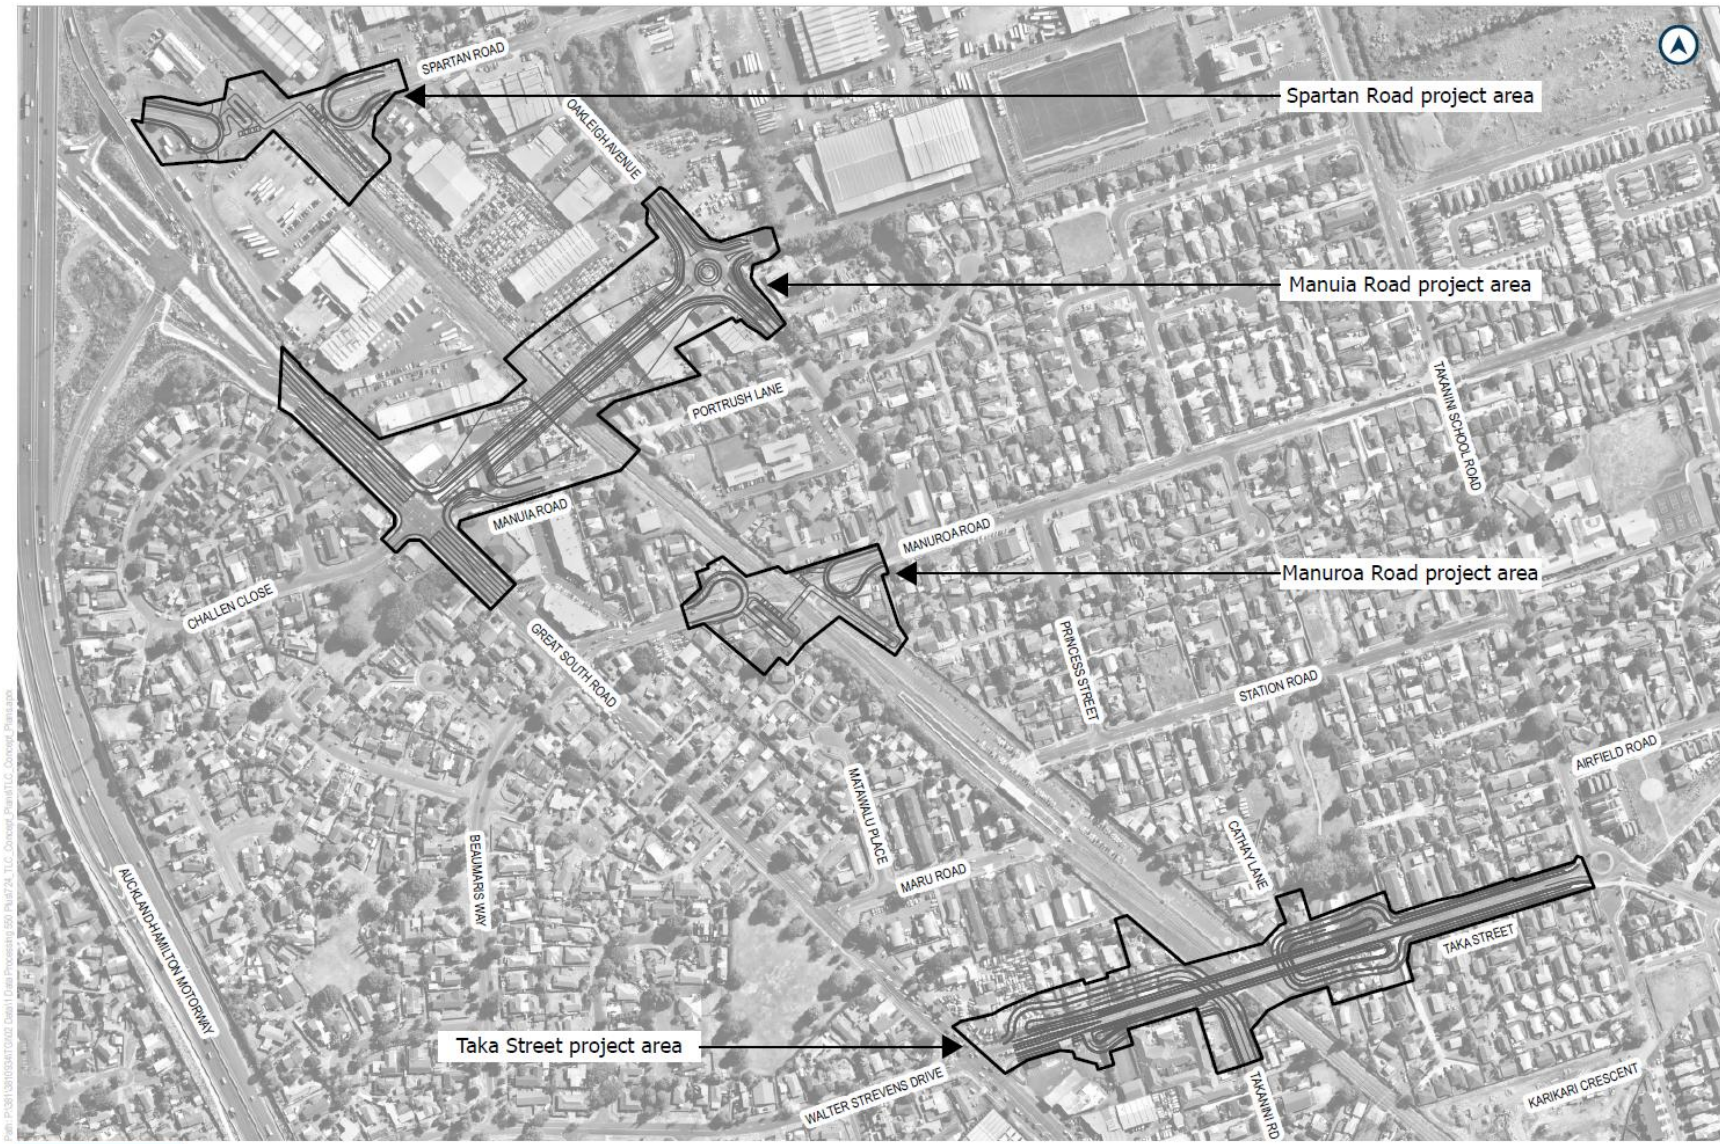 SPARTAN ROAD
Spartan Road project area
OAKLEIGH AVENUE
Manuia Road project area
PORTRUSH LANE
TAKANINI SCHOOL ROAD
MANUIA ROAD
MANUROA ROAD
Manuroa Road project area
CHALLEN CLOSE
GREAT SOUTH ROAD
PRINCESS STREET
STATION ROAD
AIRFIELD ROAD
MATAWALU PLACE
BEAUMARIS WAY
MARU ROAD
CATHAY LANE
AUCKLAND-HAMILTON MOTORWAY
TAKA STREET
Taka Street project area
WALTER STREVENS DRIVE
TAKANINI RD
KARIKARI CRESCENT